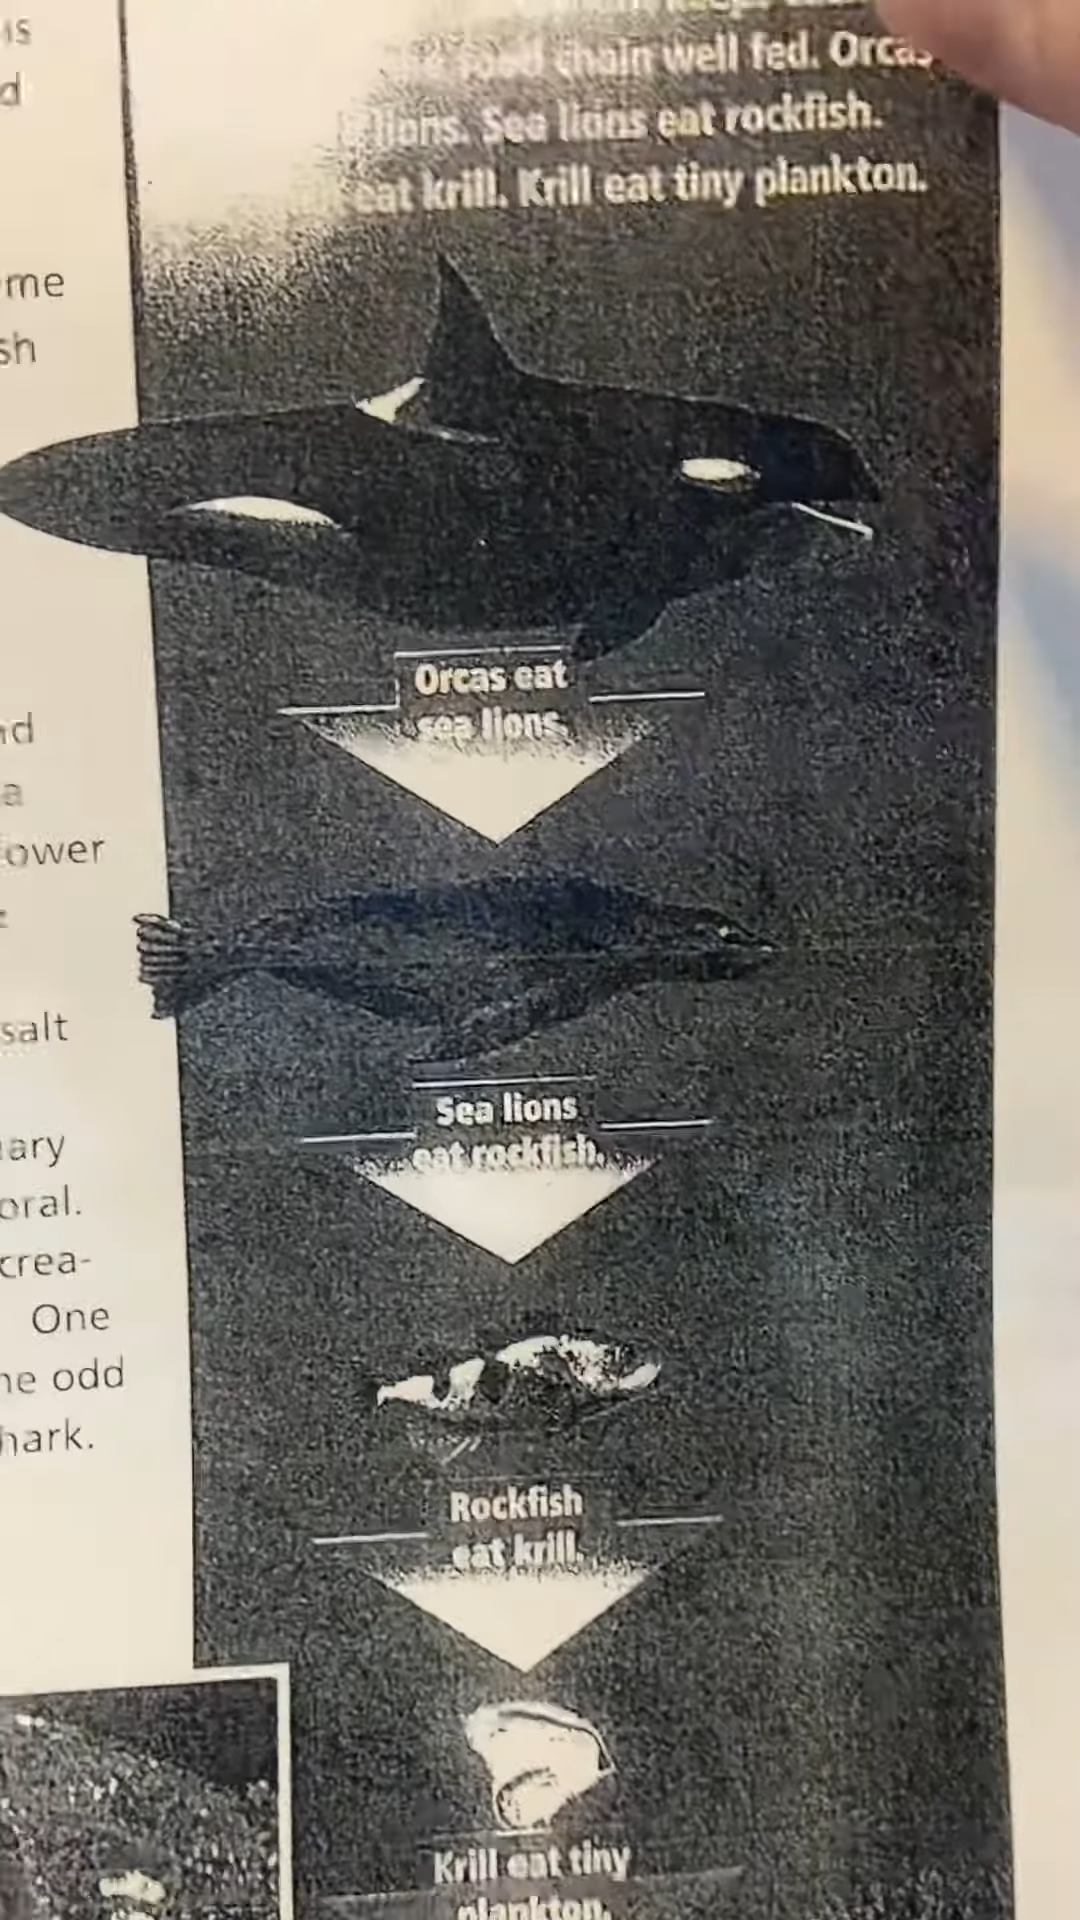 is
d
me
sh
nd
a
ower
salt
ary
oral.
crea-
One
he odd
hark.
food chain well fed. Orcas
lions. Sea lions eat rockfish.
eat krill. Krill eat tiny plankton.
Orcas eat
sea lions.
Sea lions
eat rockfish.
Rockfish
eat krill.
Krill eat tiny
plankton.